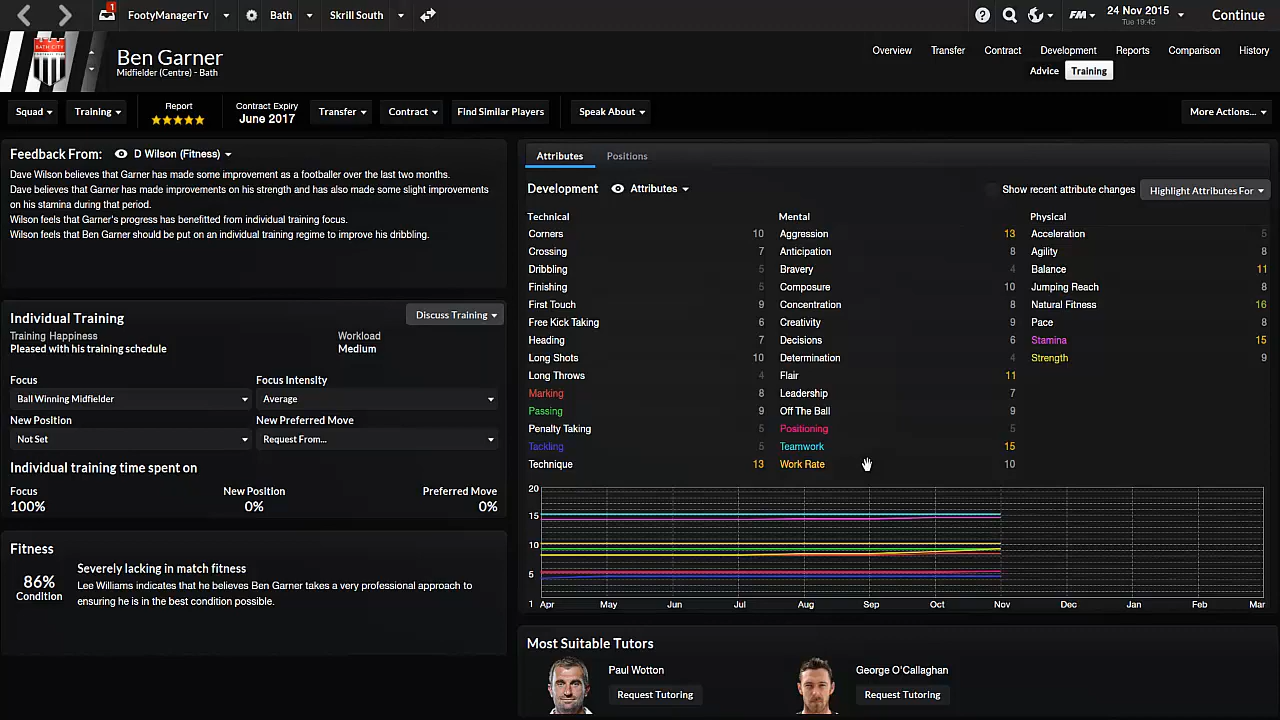 1
FootyManagerTv
Bath
Skrill South
FM
24 Nov 2015
Tue 19:45
Continue
BATH CITY
Ben Garner
Midfielder (Centre) - Bath
Overview
Transfer
Contract
Development
Reports
Comparison
History
Advice
Training
Squad
Training
Report
Contract Expiry
June 2017
Transfer
Contract
Find Similar Players
Speak About
More Actions...
Feedback From: D Wilson (Fitness)
Dave Wilson believes that Garner has made some improvement as a footballer over the last two months.
Dave believes that Garner has made improvements on his strength and has also made some slight improvements
on his stamina during that period.
Wilson feels that Garner's progress has benefitted from individual training focus.
Wilson feels that Ben Garner should be put on an individual training regime to improve his dribbling.
Individual Training
Discuss Training
Training Happiness Workload
Pleased with his training schedule Medium
Focus Focus Intensity
Ball Winning Midfielder Average
New Position New Preferred Move
Not Set Request From...
Individual training time spent on
Focus New Position Preferred Move
100% 0% 0%
Fitness
86%
Condition
Severely lacking in match fitness
Lee Williams indicates that he believes Ben Garner takes a very professional approach to
ensuring he is in the best condition possible.
Attributes Positions
Development Attributes Show recent attribute changes Highlight Attributes For
Technical Mental Physical
Corners 10 Aggression 13 Acceleration 5
Crossing 7 Anticipation 8 Agility 8
Dribbling 5 Bravery 4 Balance 11
Finishing 5 Composure 10 Jumping Reach 8
First Touch 9 Concentration 8 Natural Fitness 16
Free Kick Taking 6 Creativity 9 Pace 8
Heading 7 Decisions 6 Stamina 15
Long Shots 10 Determination 4 Strength 9
Long Throws 4 Flair 11
Marking 8 Leadership 7
Passing 9 Off The Ball 9
Penalty Taking 5 Positioning 5
Tackling 5 Teamwork 15
Technique 13 Work Rate 10
20
15
10
5
1 Apr May Jun Jul Aug Sep Oct Nov Dec Jan Feb Mar
Most Suitable Tutors
Paul Wotton George O'Callaghan
Request Tutoring Request Tutoring